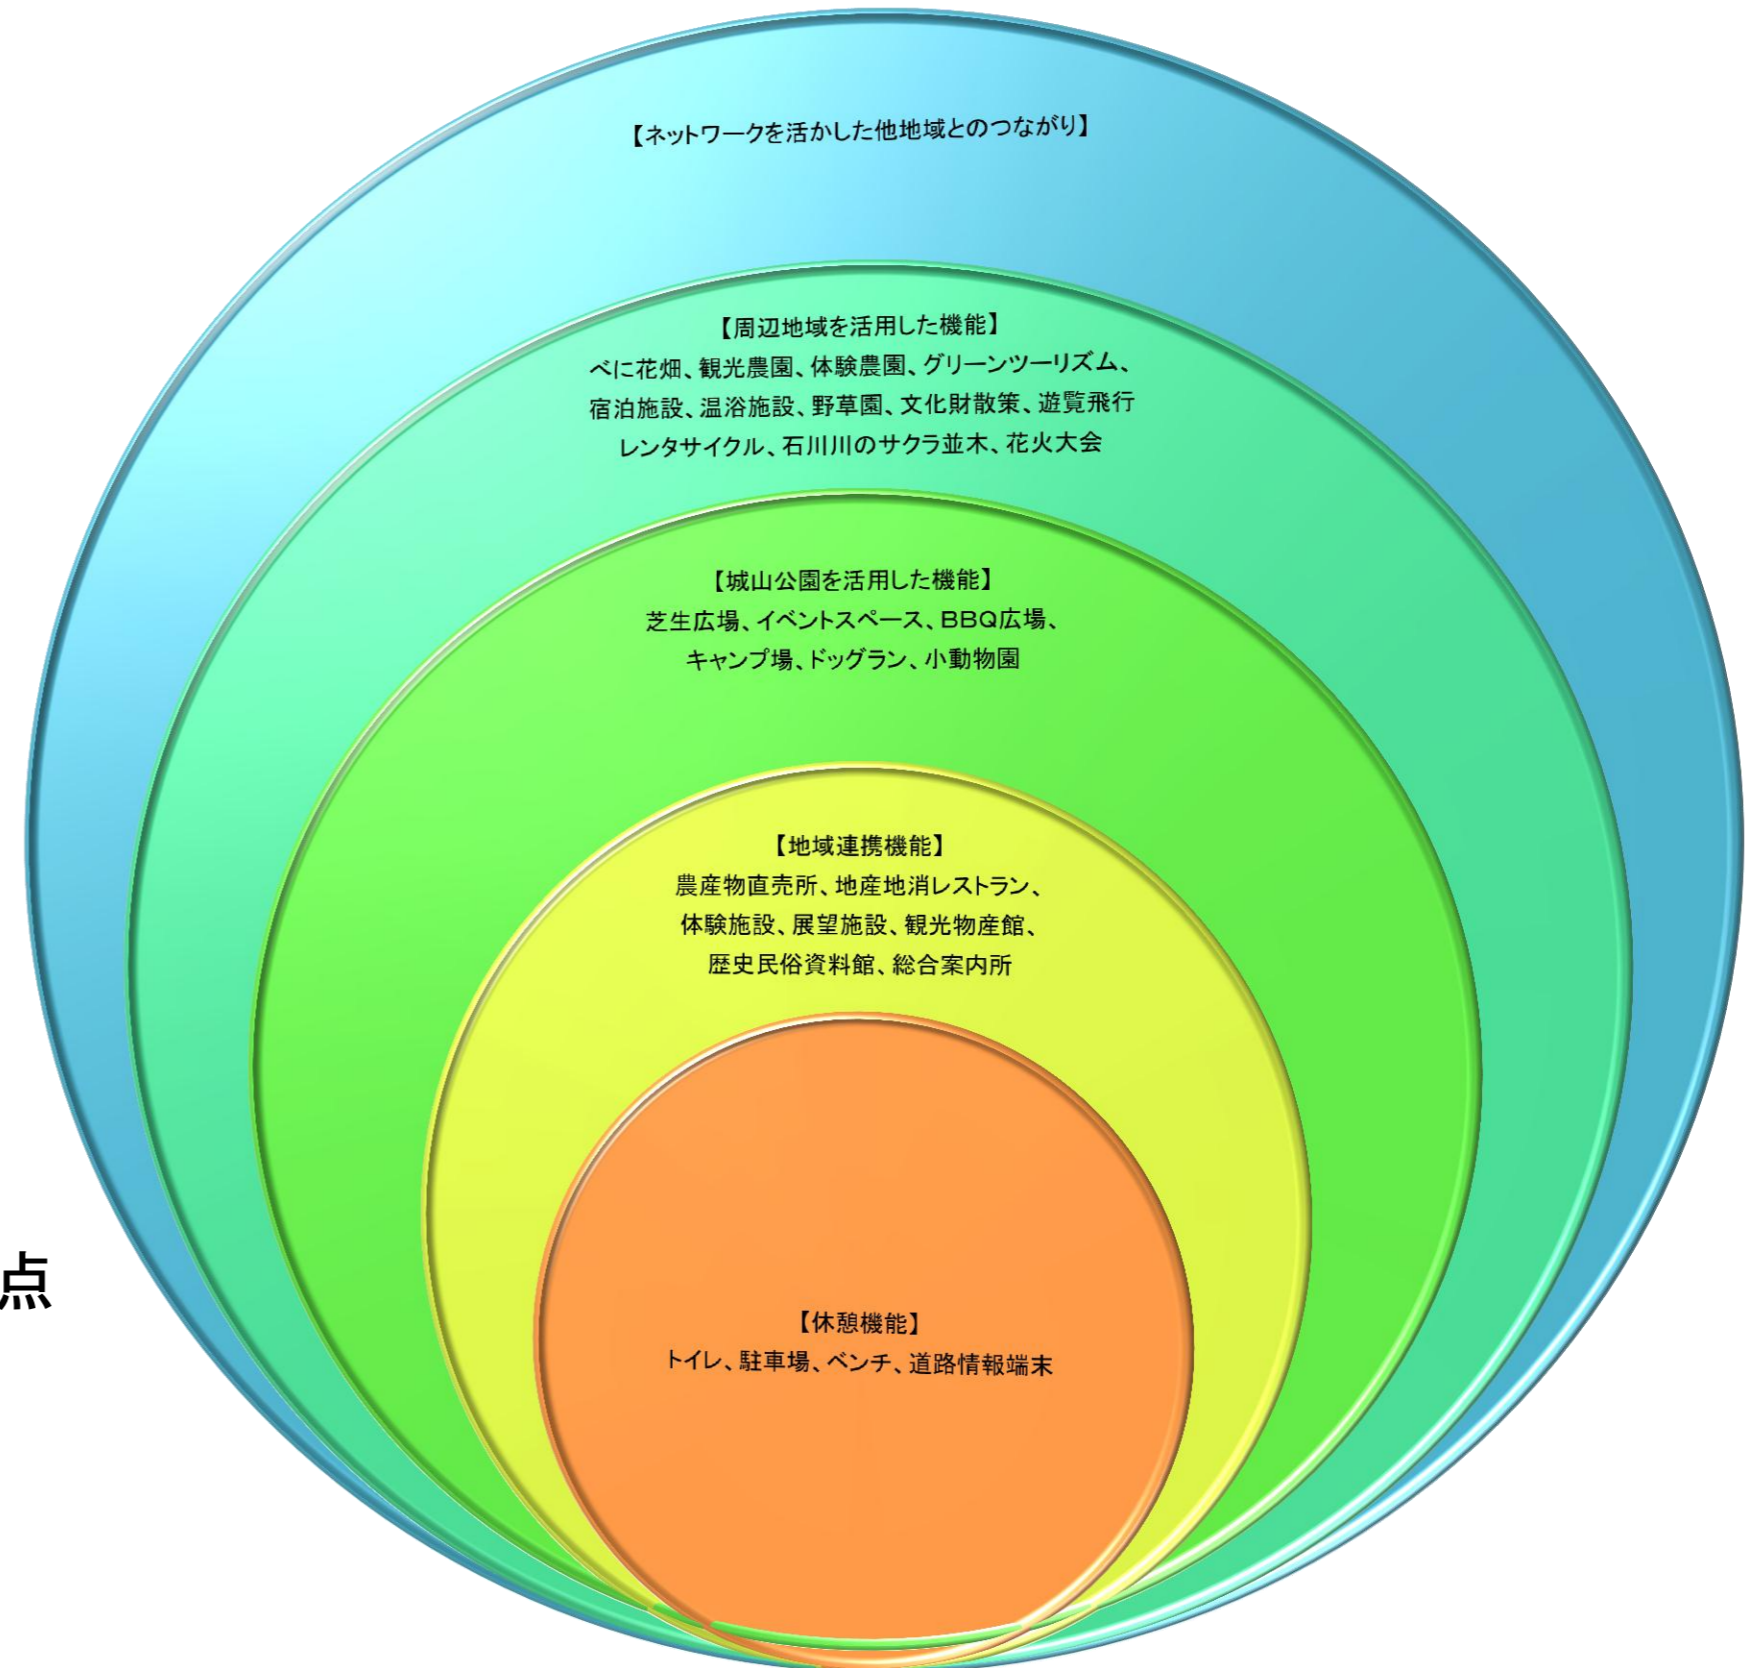 【ネットワークを活かした他地域とのつながり】
【周辺地域を活用した機能】
べに花畑、観光農園、体験農園、グリーンツーリズム、
宿泊施設、温浴施設、野草園、文化財散策、遊覧飛行
レンタサイクル、石川川のサクラ並木、花火大会
【城山公園を活用した機能】
芝生広場、イベントスペース、BBQ広場、
キャンプ場、ドッグラン、小動物園
【地域連携機能】
農産物直売所、地産地消レストラン、
体験施設、展望施設、観光物産館、
歴史民俗資料館、総合案内所
点
【休憩機能】
トイレ、駐車場、ベンチ、道路情報端末